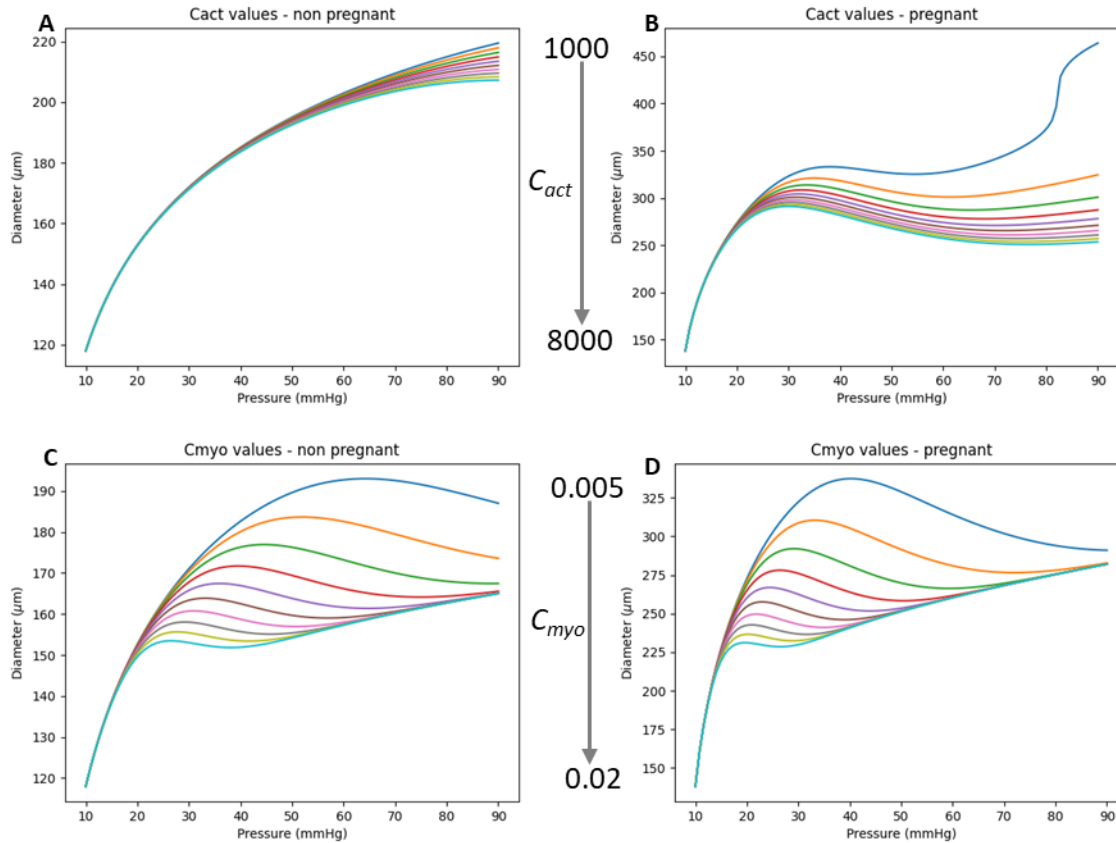 A
Cact values - non pregnant
220
200
180
160
140
120
Diameter (μm)
10 20 30 40 50 60 70 80 90
Pressure (mmHg)
1000
C_act
8000
B
Cact values - pregnant
450
400
350
300
250
200
150
Diameter (μm)
10 20 30 40 50 60 70 80 90
Pressure (mmHg)
C
Cmyo values - non pregnant
190
180
170
160
150
140
130
120
Diameter (μm)
10 20 30 40 50 60 70 80 90
Pressure (mmHg)
0.005
C_myo
0.02
D
Cmyo values - pregnant
325
300
275
250
225
200
175
150
Diameter (μm)
10 20 30 40 50 60 70 80 90
Pressure (mmHg)